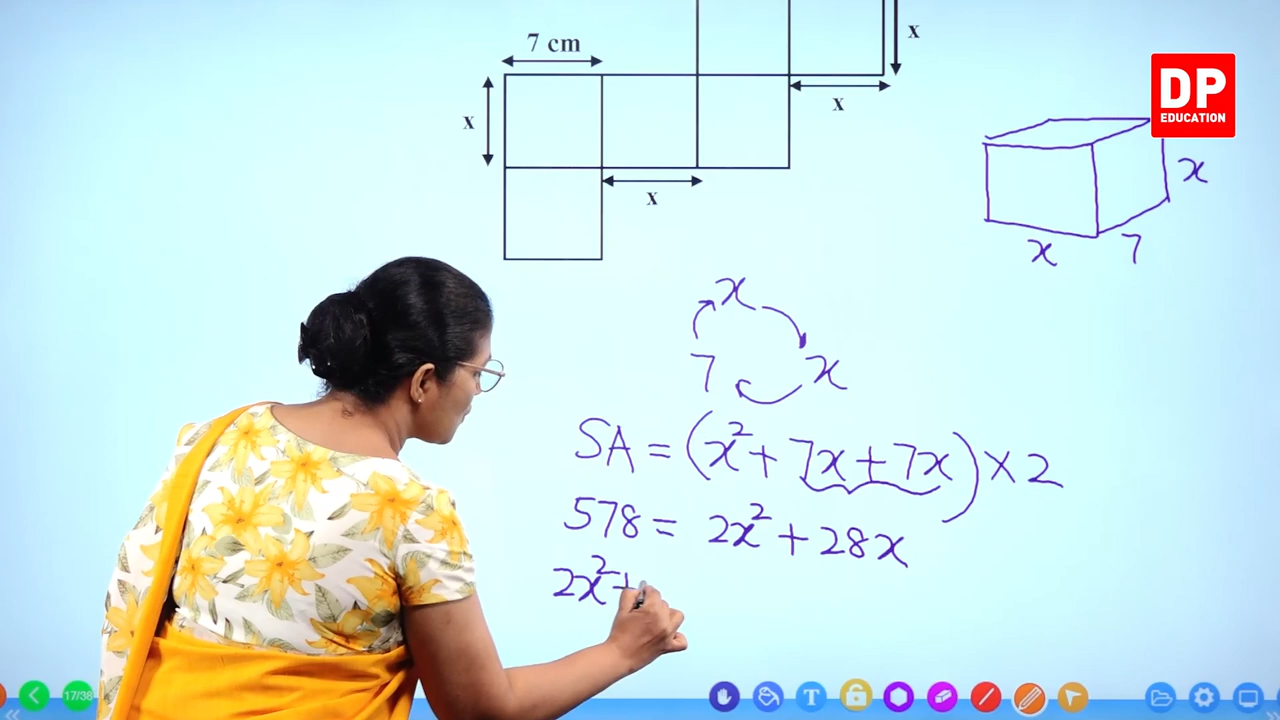 7 cm
x
x
x
x
DP
EDUCATION
x
x
7
x
7
x
SA = (x² + 7x + 7x) × 2
578 = 2x² + 28x
2x² +
17/38
T